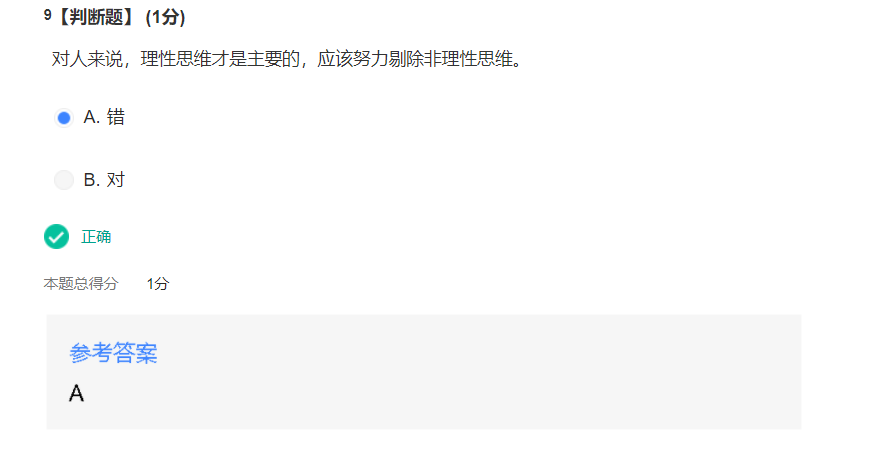 9【判断题】 (1分)
对人来说，理性思维才是主要的，应该努力剔除非理性思维。
A. 错
B. 对
正确
本题总得分 1分
参考答案
A